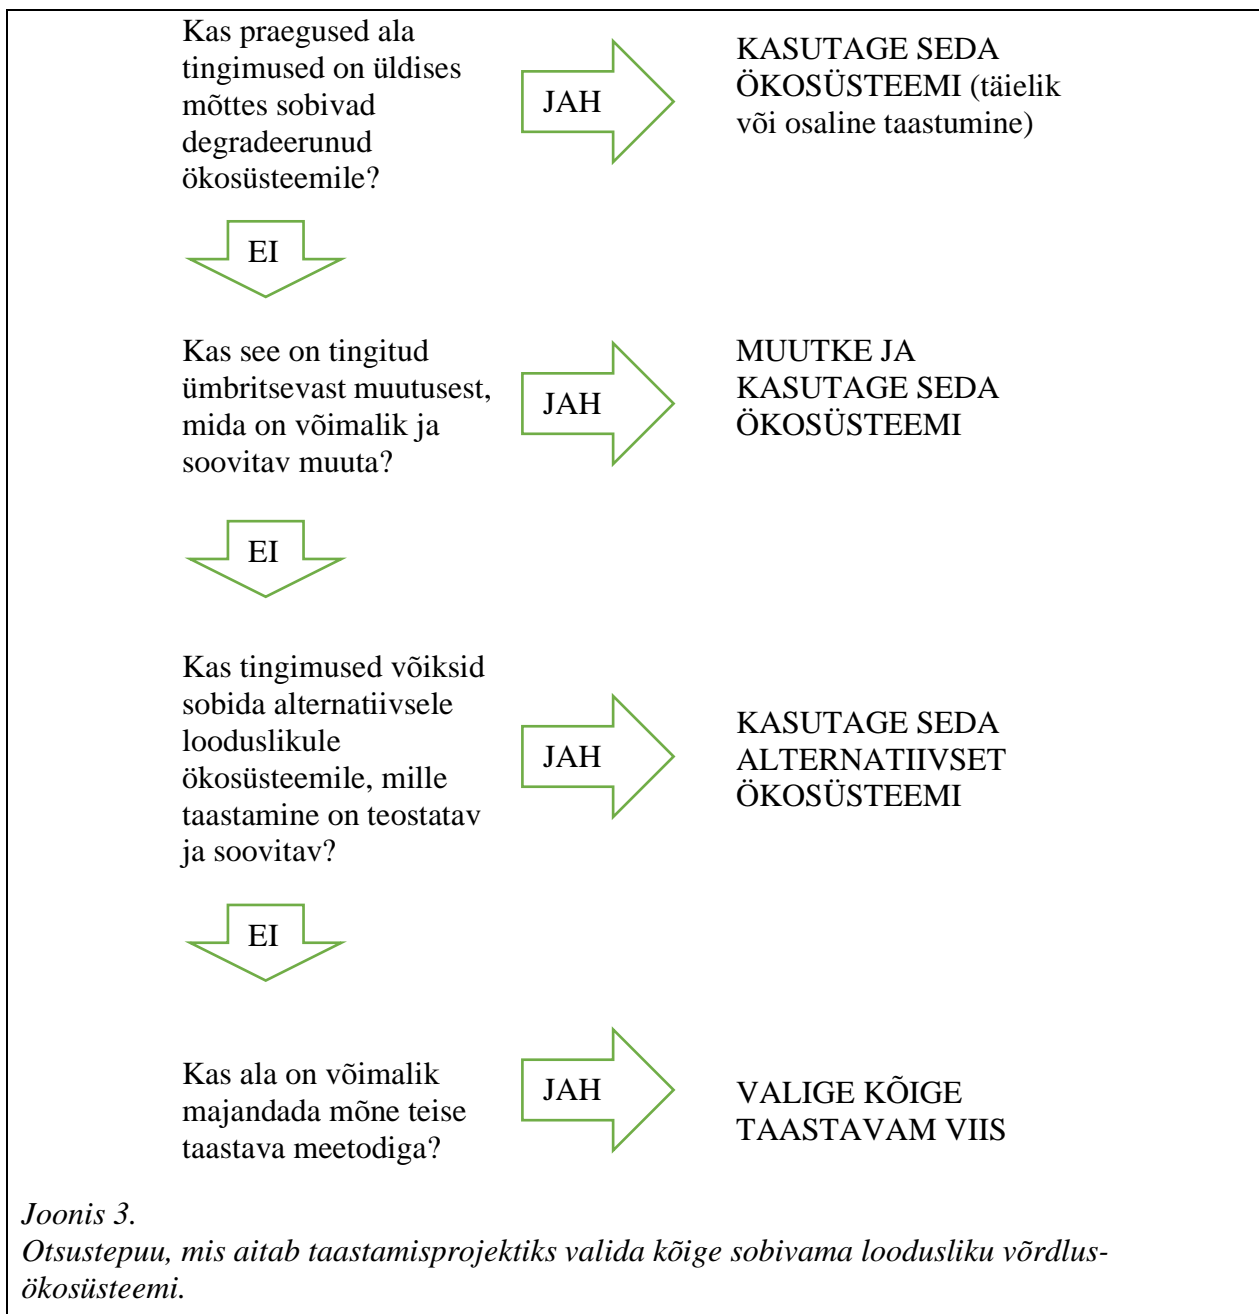 Kas praegused ala
tingimused on üldises
mõttes sobivad
degradeerunud
ökosüsteemile?
JAH
KASUTAGE SEDA
ÖKOSÜSTEEMI (täielik
või osaline taastumine)
EI
Kas see on tingitud
ümbritsevast muutusest,
mida on võimalik ja
soovitav muuta?
JAH
MUUTKE JA
KASUTAGE SEDA
ÖKOSÜSTEEMI
EI
Kas tingimused võiksid
sobida alternatiivsele
looduslikule
ökosüsteemile, mille
taastamine on teostatav
ja soovitav?
JAH
KASUTAGE SEDA
ALTERNATIIVSET
ÖKOSÜSTEEMI
EI
Kas ala on võimalik
majandada mõne teise
taastava meetodiga?
JAH
VALIGE KÕIGE
TAASTAVAM VIIS
Joonis 3.
Otsustepuu, mis aitab taastamisprojektiks valida kõige sobivama loodusliku võrdlus-
ökosüsteemi.